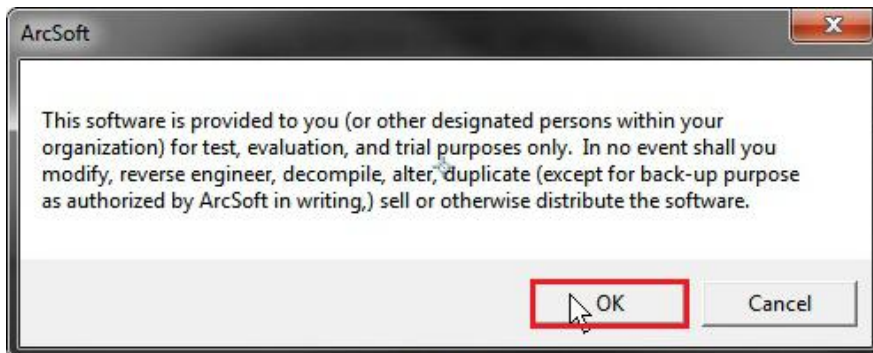 ArcSoft
This software is provided to you (or other designated persons within your
organization) for test, evaluation, and trial purposes only. In no event shall you
modify, reverse engineer, decompile, alter, duplicate (except for back-up purpose
as authorized by ArcSoft in writing,) sell or otherwise distribute the software.
OK
Cancel